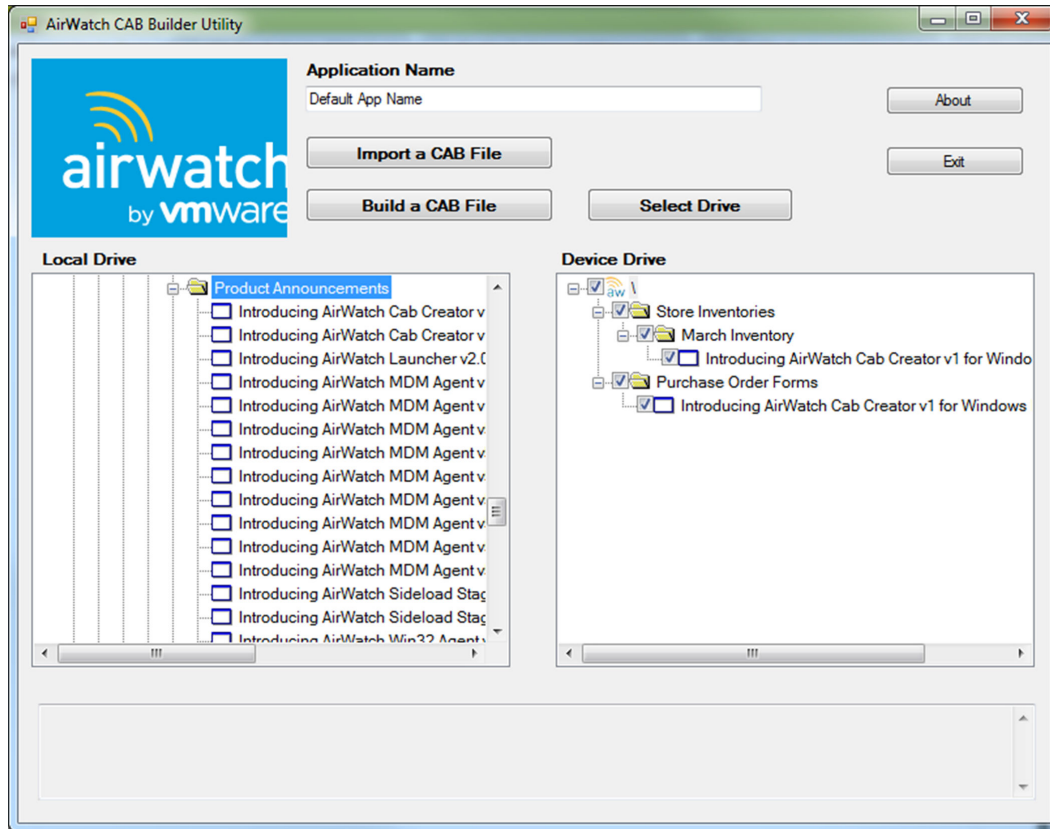 AirWatch CAB Builder Utility
Application Name
Default App Name
About
Import a CAB File
Exit
Build a CAB File
Select Drive
airwatch
by vmware
Local Drive
Product Announcements
Introducing AirWatch Cab Creator v
Introducing AirWatch Cab Creator v
Introducing AirWatch Launcher v2.0
Introducing AirWatch MDM Agent v
Introducing AirWatch MDM Agent v
Introducing AirWatch MDM Agent v
Introducing AirWatch MDM Agent v
Introducing AirWatch MDM Agent v
Introducing AirWatch MDM Agent v
Introducing AirWatch MDM Agent v
Introducing AirWatch MDM Agent v
Introducing AirWatch MDM Agent v
Introducing AirWatch Sideload Stag
Introducing AirWatch Sideload Stag
Introducing AirWatch Win32 Agent v
Device Drive
aw \
Store Inventories
March Inventory
Introducing AirWatch Cab Creator v1 for Windo
Purchase Order Forms
Introducing AirWatch Cab Creator v1 for Windows